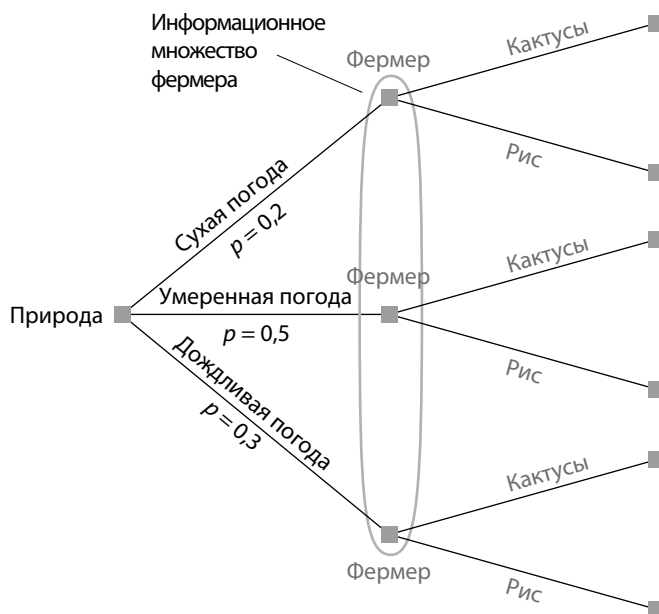 Информационное
множество
фермера
Фермер
Кактусы
Рис
Сухая погода
p = 0,2
Фермер
Кактусы
Рис
Природа
Умеренная погода
p = 0,5
Дождливая погода
p = 0,3
Кактусы
Рис
Фермер